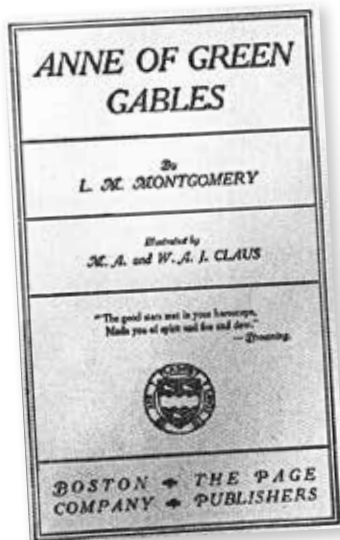 ANNE OF GREEN
GABLES
By
L. M. MONTGOMERY
Illustrated by
M. A. and W. A. J. CLAUS
"The good stars met in your horoscope,
Made you of spirit and fire and dew."
— Browning.
BOSTON THE PAGE
COMPANY PUBLISHERS